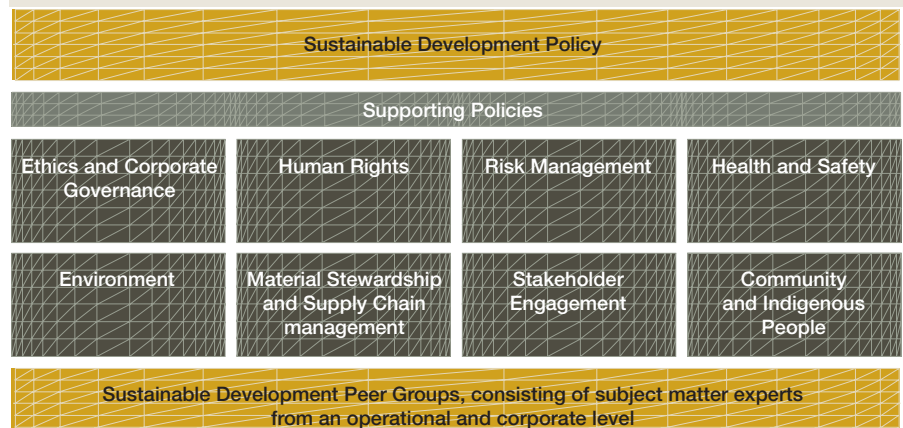 Sustainable Development Policy
Supporting Policies
Ethics and Corporate
Governance
Human Rights
Risk Management
Health and Safety
Environment
Material Stewardship
and Supply Chain
management
Stakeholder
Engagement
Community
and Indigenous
People
Sustainable Development Peer Groups, consisting of subject matter experts
from an operational and corporate level